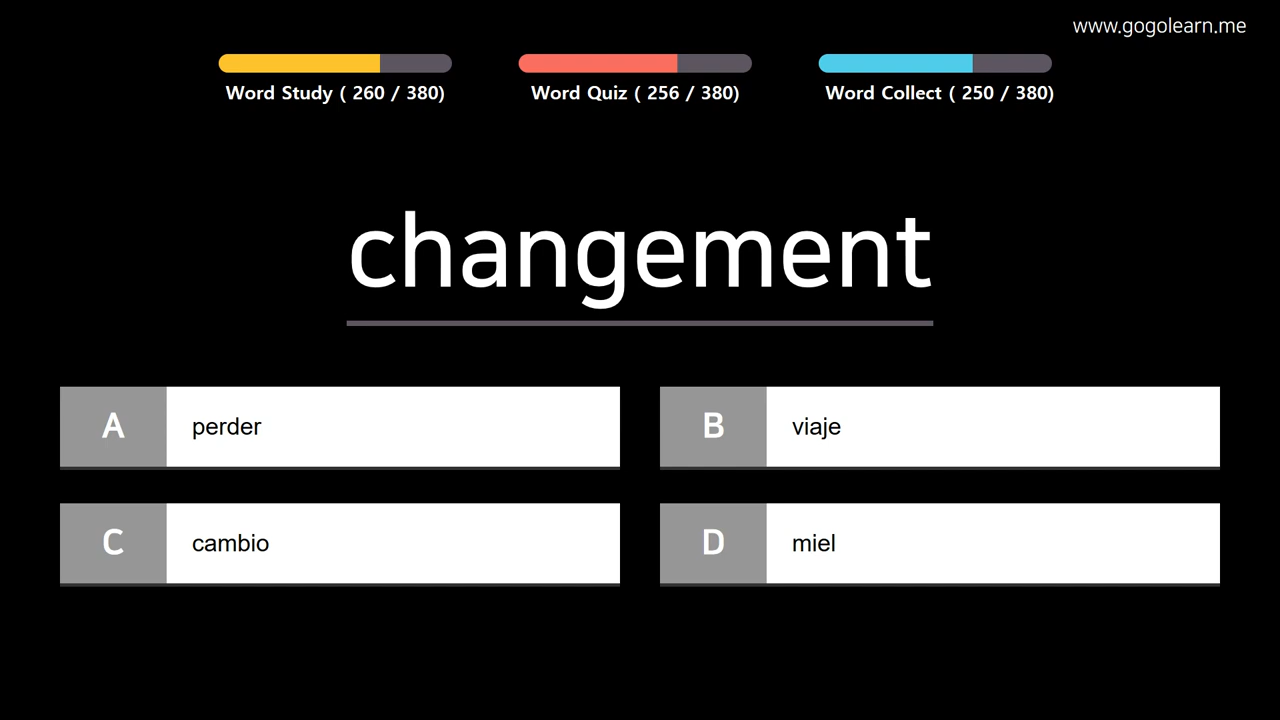 www.gogolearn.me
Word Study ( 260 / 380)
Word Quiz ( 256 / 380)
Word Collect ( 250 / 380)
changement
A perder
B viaje
C cambio
D miel